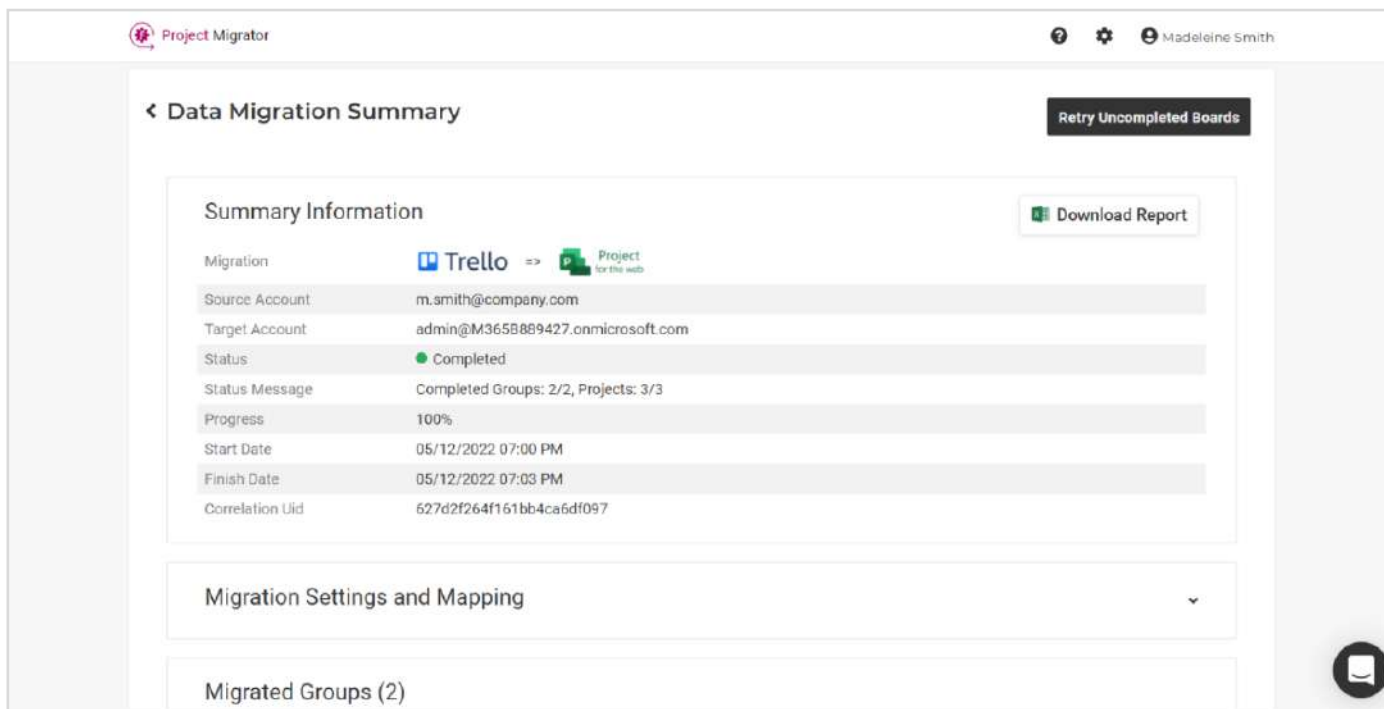 Project Migrator
Madeleine Smith
Data Migration Summary
Retry Uncompleted Boards
Summary Information
Download Report
Migration Trello => Project for the web
Source Account m.smith@company.com
Target Account admin@M365B889427.onmicrosoft.com
Status Completed
Status Message Completed Groups: 2/2, Projects: 3/3
Progress 100%
Start Date 05/12/2022 07:00 PM
Finish Date 05/12/2022 07:03 PM
Correlation Uid 627d2f264f161bb4ca6df097
Migration Settings and Mapping
Migrated Groups (2)